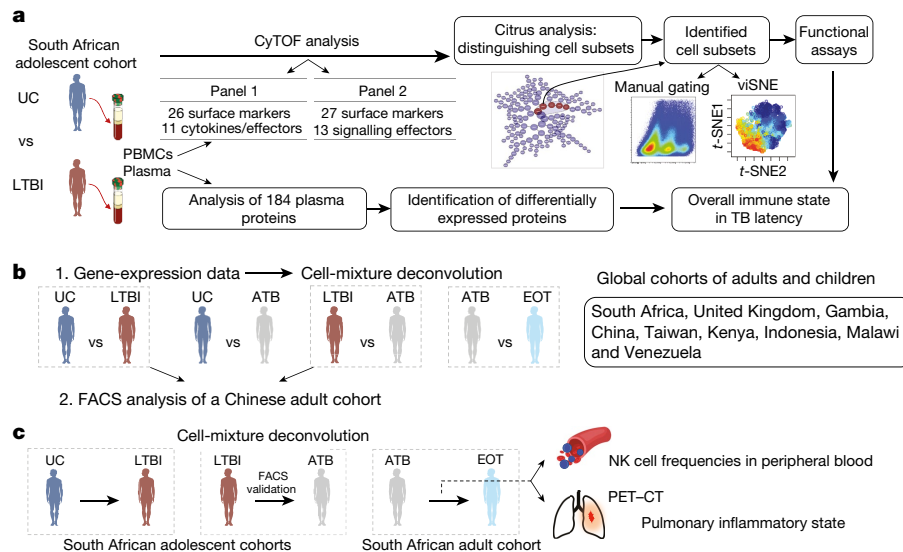 a
South African
adolescent cohort
UC
vs
LTBI
PBMCs
Plasma
CyTOF analysis
Panel 1
26 surface markers
11 cytokines/effectors
Panel 2
27 surface markers
13 signalling effectors
Citrus analysis:
distinguishing cell subsets
Identified
cell subsets
Functional
assays
Manual gating
viSNE
t-SNE1
t-SNE2
Analysis of 184 plasma
proteins
Identification of differentially
expressed proteins
Overall immune state
in TB latency
b
1. Gene-expression data
Cell-mixture deconvolution
UC
vs
LTBI
UC
vs
ATB
LTBI
vs
ATB
ATB
vs
EOT
2. FACS analysis of a Chinese adult cohort
Global cohorts of adults and children
South Africa, United Kingdom, Gambia,
China, Taiwan, Kenya, Indonesia, Malawi
and Venezuela
c
Cell-mixture deconvolution
UC
LTBI
LTBI
FACS
validation
ATB
South African adolescent cohorts
ATB
EOT
South African adult cohort
NK cell frequencies in peripheral blood
PET–CT
Pulmonary inflammatory state